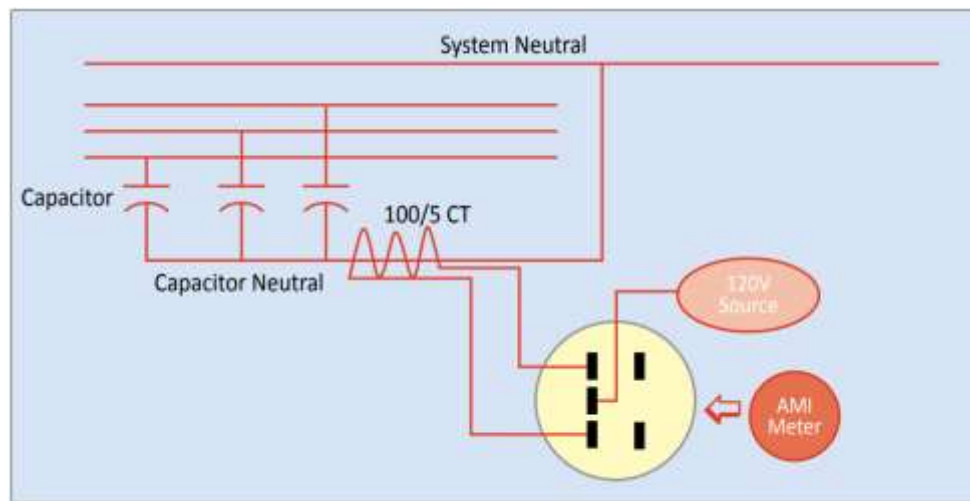 System Neutral
Capacitor
100/5 CT
Capacitor Neutral
120V
Source
AMI
Meter